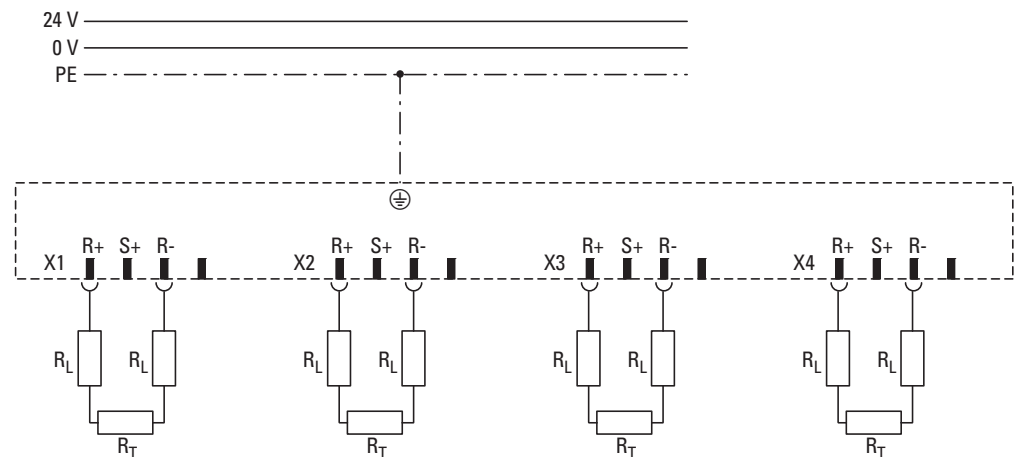 24 V
0 V
PE
X1 R+ S+ R- X2 R+ S+ R- X3 R+ S+ R- X4 R+ S+ R-
RL RL RL RL RL RL RL RL
RT RT RT RT